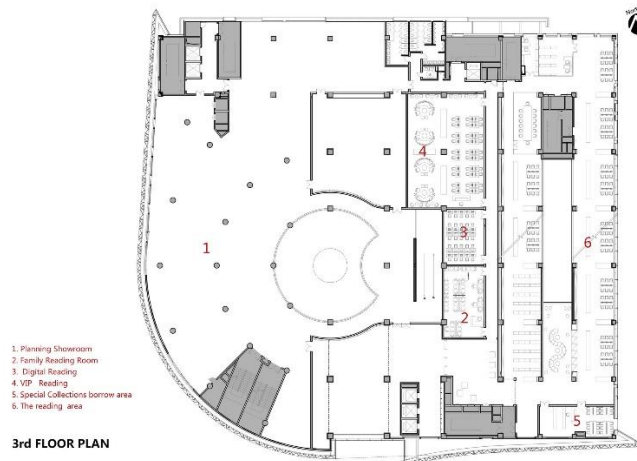 North
4
3
1
6
2
1. Planning Showroom
2. Family Reading Room
3. Digital Reading
4. VIP Reading
5. Special Collections borrow area
6. The reading area
5
3rd FLOOR PLAN